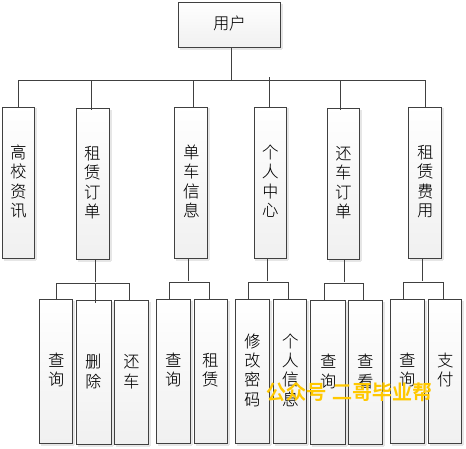 用户
高校资讯
租赁订单
单车信息
个人中心
还车订单
租赁费用
查询
删除
还车
查询
租赁
修改密码
个人信息
查询
查看
查询
支付
公众号 二哥毕业帮